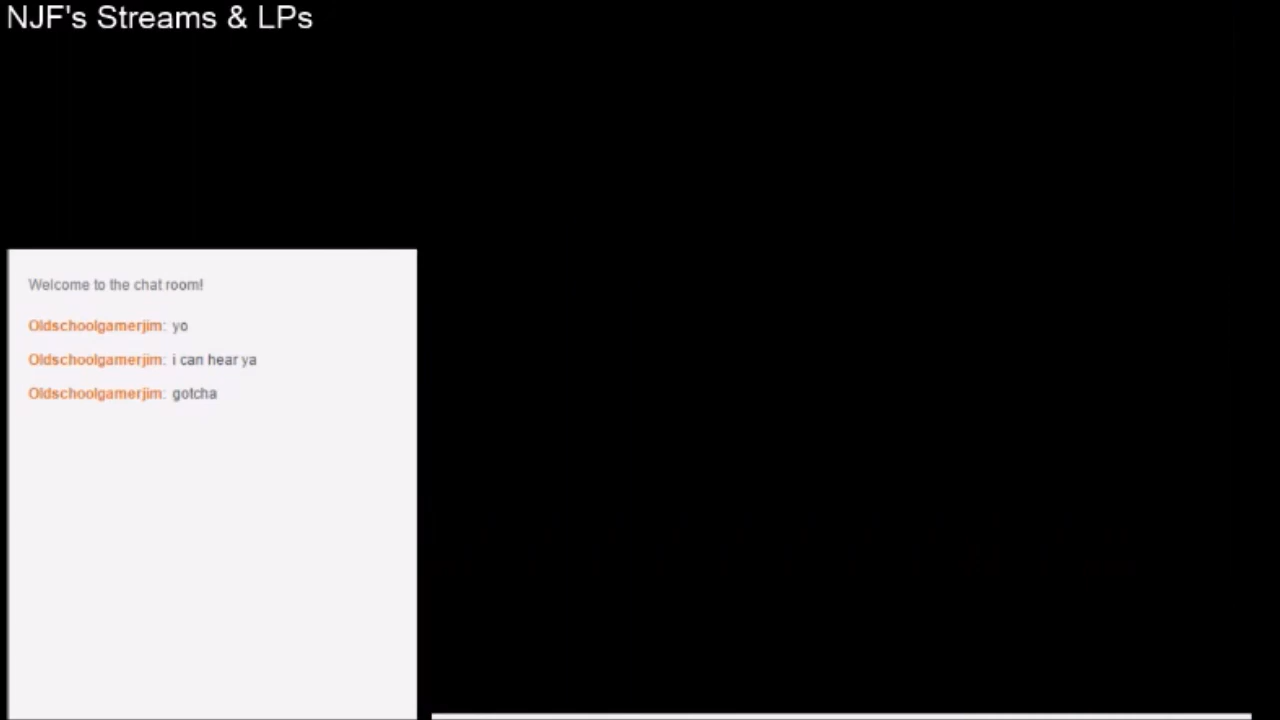 NJF's Streams & LPs
Welcome to the chat room!
Oldschoolgamerjim: yo
Oldschoolgamerjim: i can hear ya
Oldschoolgamerjim: gotcha